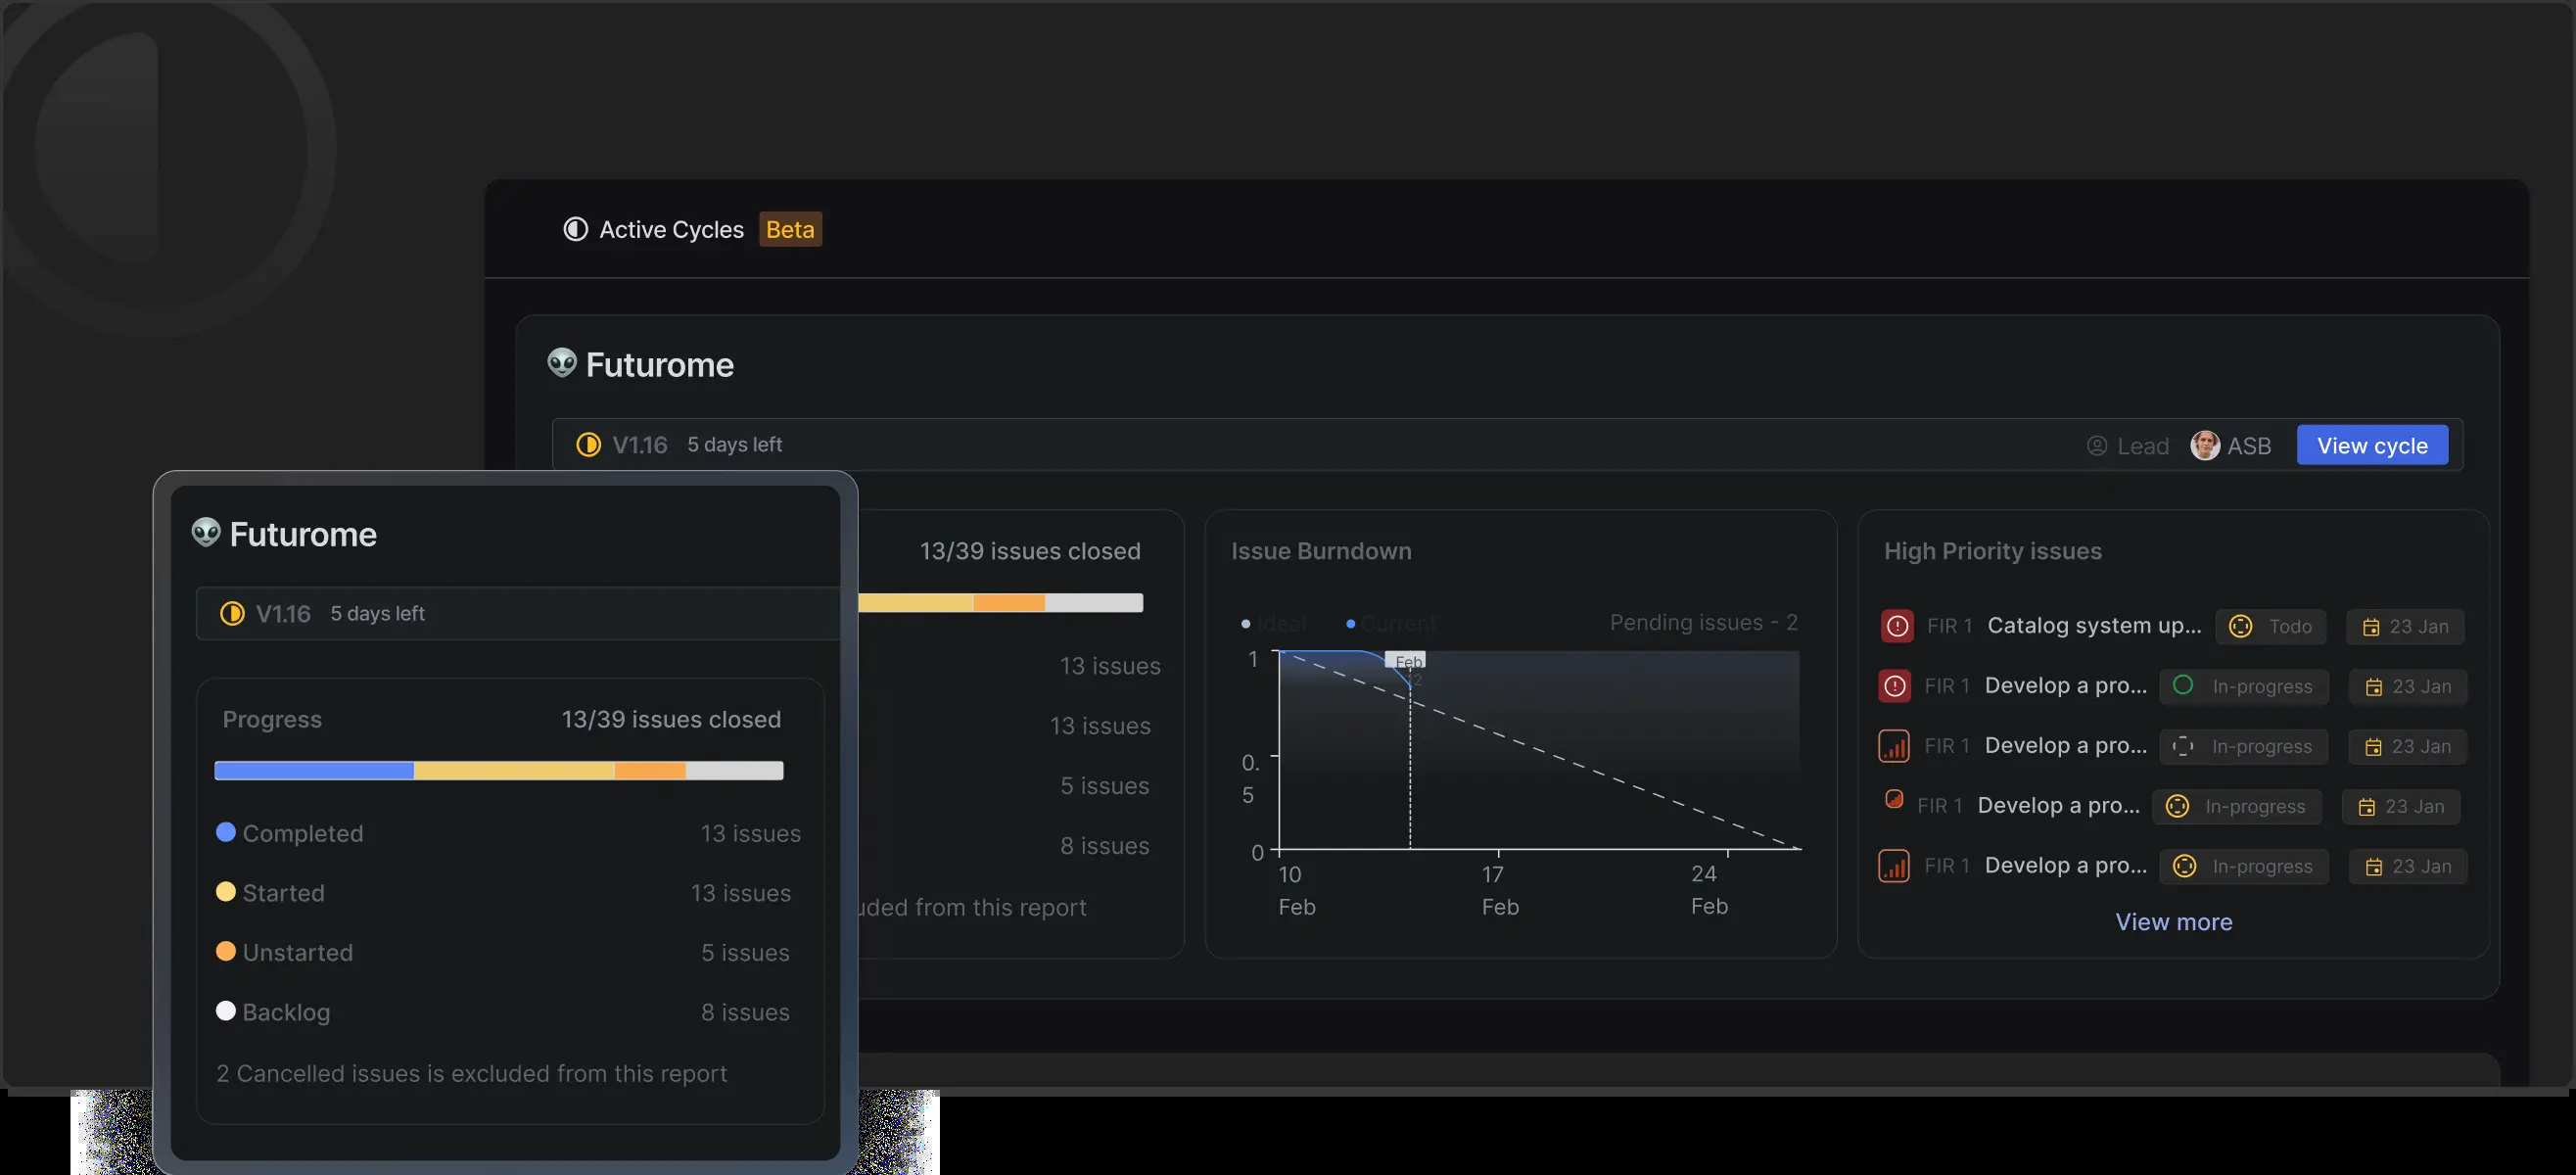 Active Cycles Beta
Futurome
V1.16 5 days left Lead ASB View cycle
Futurome
V1.16 5 days left
Progress 13/39 issues closed
Completed 13 issues
Started 13 issues
Unstarted 5 issues
Backlog 8 issues
2 Cancelled issues is excluded from this report
13/39 issues closed
13 issues
13 issues
5 issues
8 issues
from this report
Issue Burndown
Ideal Current Pending issues - 2
Feb
12
1
0.
5
0
10 17 24
Feb Feb Feb
High Priority issues
FIR 1 Catalog system up... Todo 23 Jan
FIR 1 Develop a pro... In-progress 23 Jan
FIR 1 Develop a pro... In-progress 23 Jan
FIR 1 Develop a pro... In-progress 23 Jan
FIR 1 Develop a pro... In-progress 23 Jan
View more